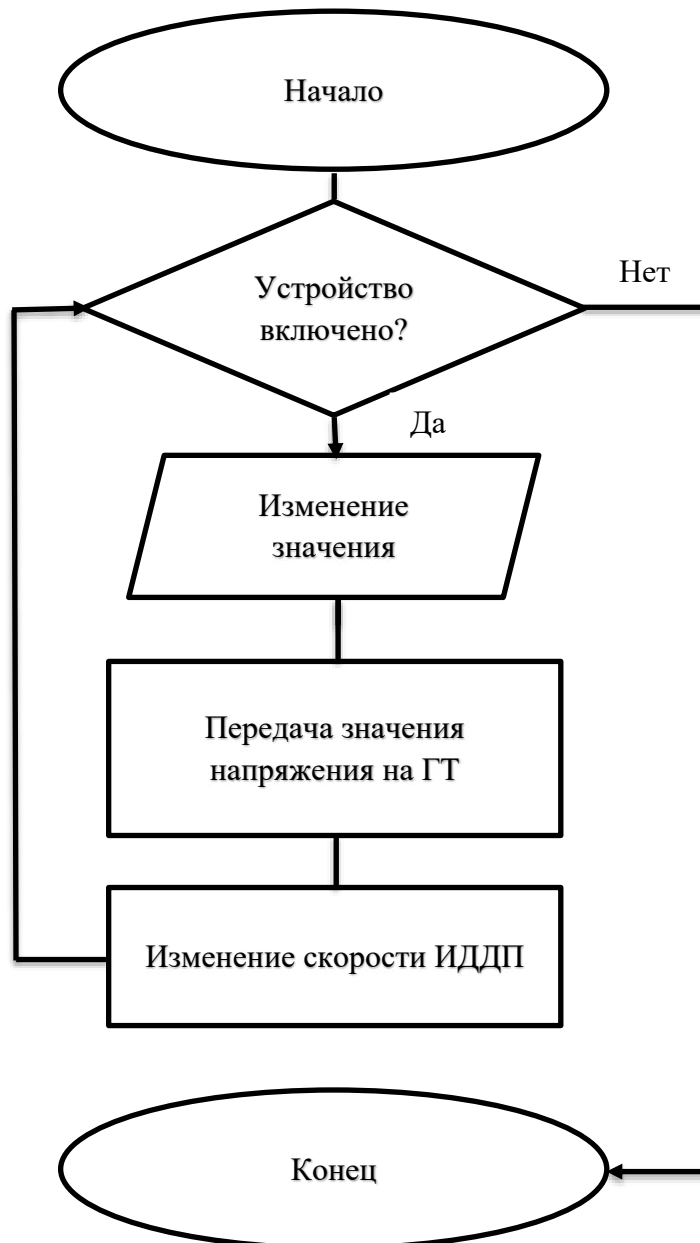 Начало
Устройство
включено?
Нет
Да
Изменение
значения
Передача значения
напряжения на ГТ
Изменение скорости ИДДП
Конец